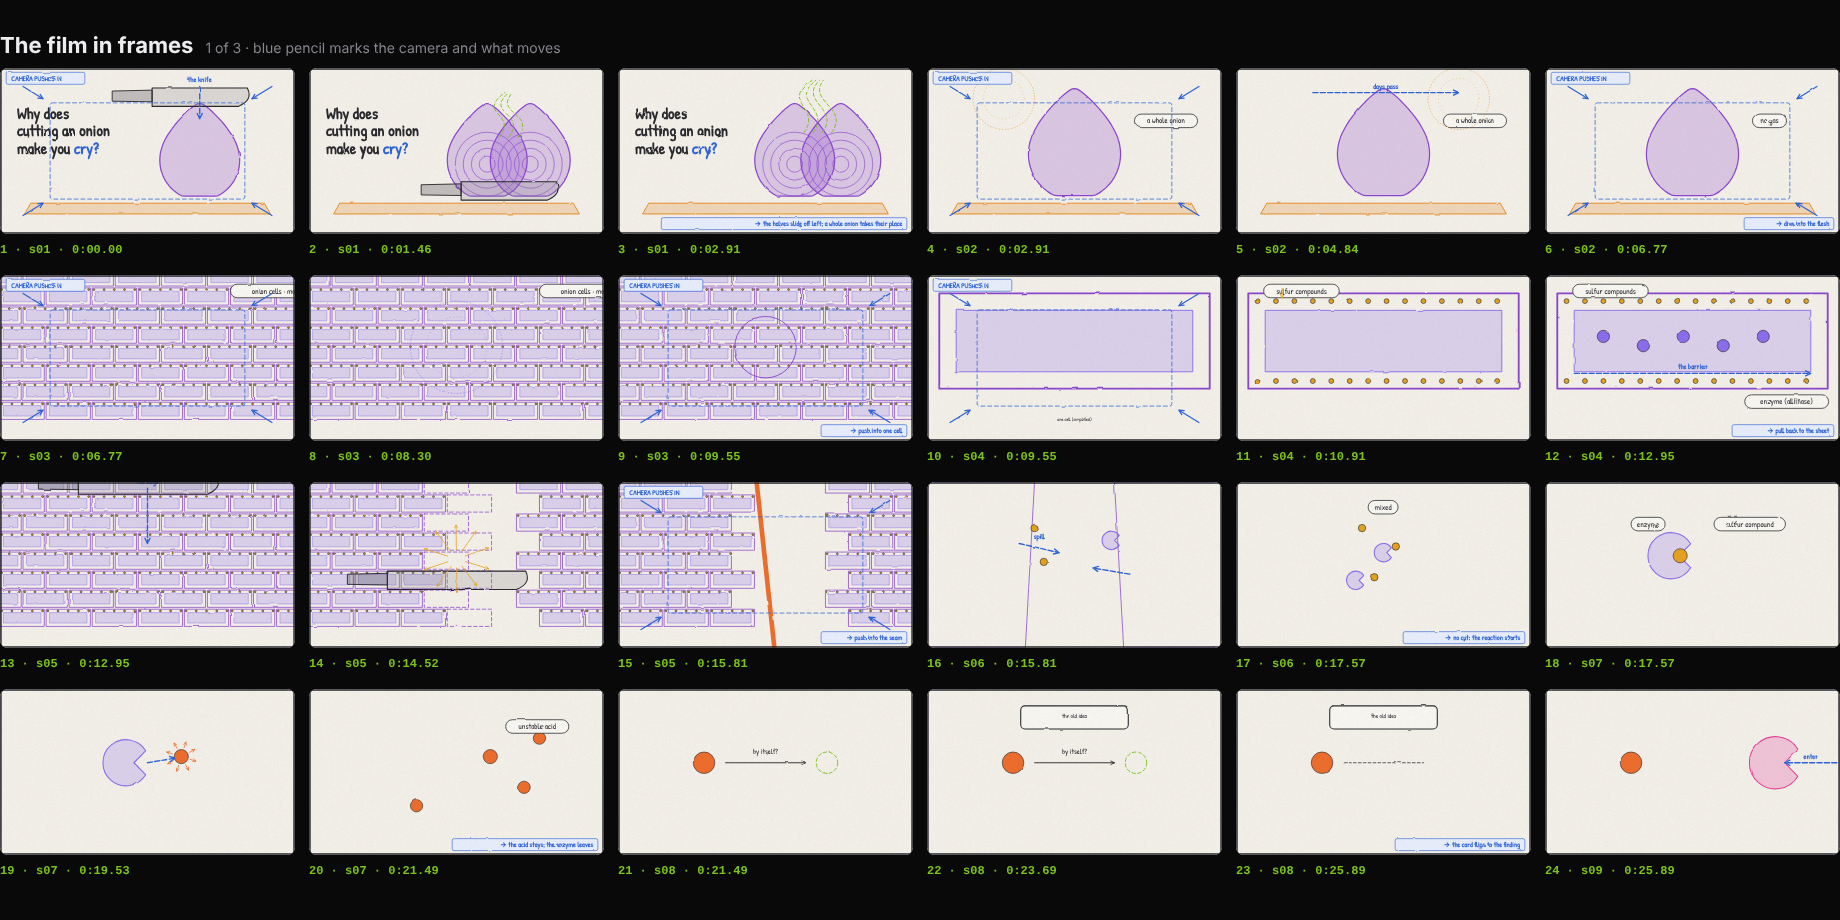 The film in frames 1 of 3 · blue pencil marks the camera and what moves
CAMERA PUSHES IN
the knife
Why does
cutting an onion
make you cry?
1 · s01 · 0:00.00
Why does
cutting an onion
make you cry?
2 · s01 · 0:01.46
Why does
cutting an onion
make you cry?
→ the halves slide off left; a whole onion takes their place
3 · s01 · 0:02.91
CAMERA PUSHES IN
a whole onion
4 · s02 · 0:02.91
days pass
a whole onion
5 · s02 · 0:04.84
CAMERA PUSHES IN
no gas
→ dive into the flesh
6 · s02 · 0:06.77
CAMERA PUSHES IN
onion cells · m
7 · s03 · 0:06.77
onion cells · m
8 · s03 · 0:08.30
CAMERA PUSHES IN
→ push into one cell
9 · s03 · 0:09.55
CAMERA PUSHES IN
one cell (simplified)
10 · s04 · 0:09.55
sulfur compounds
11 · s04 · 0:10.91
sulfur compounds
the barrier
enzyme (alliinase)
→ pull back to the sheet
12 · s04 · 0:12.95
13 · s05 · 0:12.95
14 · s05 · 0:14.52
CAMERA PUSHES IN
→ push into the seam
15 · s05 · 0:15.81
spill
16 · s06 · 0:15.81
mixed
→ no cut: the reaction starts
17 · s06 · 0:17.57
enzyme
sulfur compound
18 · s07 · 0:17.57
19 · s07 · 0:19.53
unstable acid
→ the acid stays; the enzyme leaves
20 · s07 · 0:21.49
by itself?
21 · s08 · 0:21.49
the old idea
by itself?
22 · s08 · 0:23.69
the old idea
→ the card flips to the finding
23 · s08 · 0:25.89
enter
24 · s09 · 0:25.89